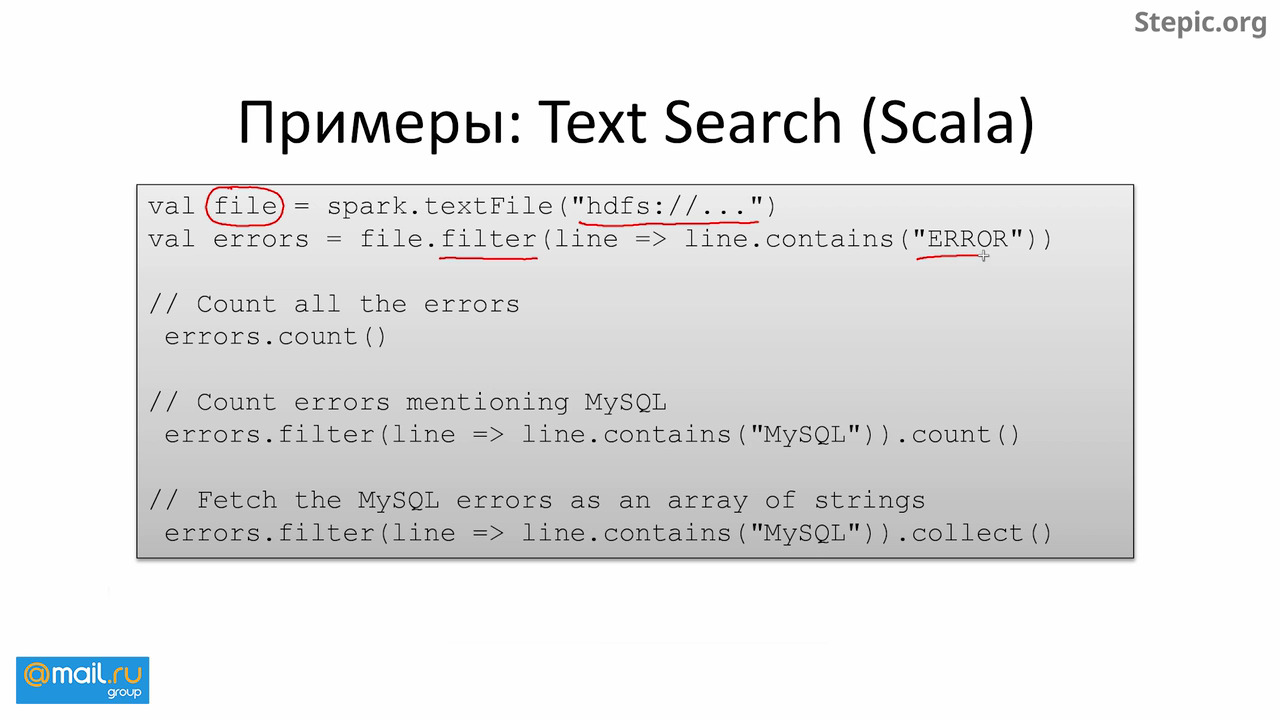 Stepic.org
Примеры: Text Search (Scala)
val file = spark.textFile("hdfs://...")
val errors = file.filter(line => line.contains("ERROR"))
// Count all the errors
errors.count()
// Count errors mentioning MySQL
errors.filter(line => line.contains("MySQL")).count()
// Fetch the MySQL errors as an array of strings
errors.filter(line => line.contains("MySQL")).collect()
@mail.ru
group